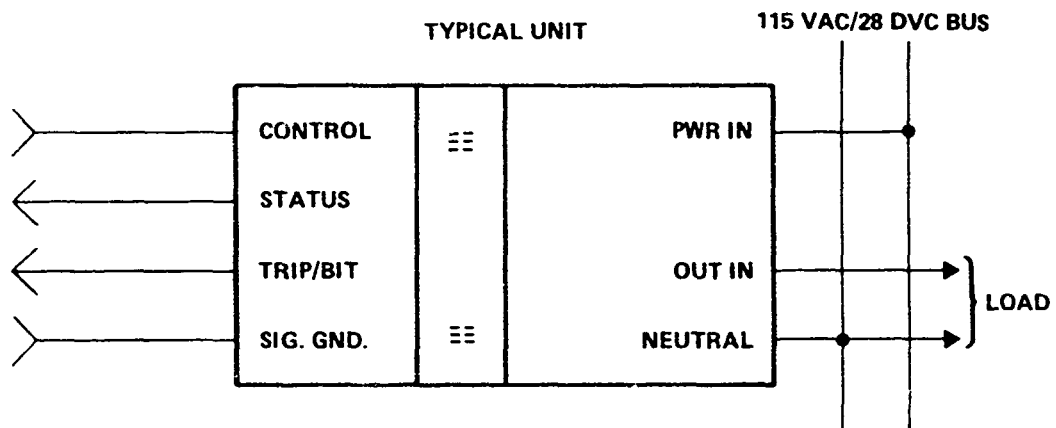 TYPICAL UNIT
115 VAC/28 DVC BUS
CONTROL
PWR IN
STATUS
TRIP/BIT
OUT IN
LOAD
SIG. GND.
NEUTRAL